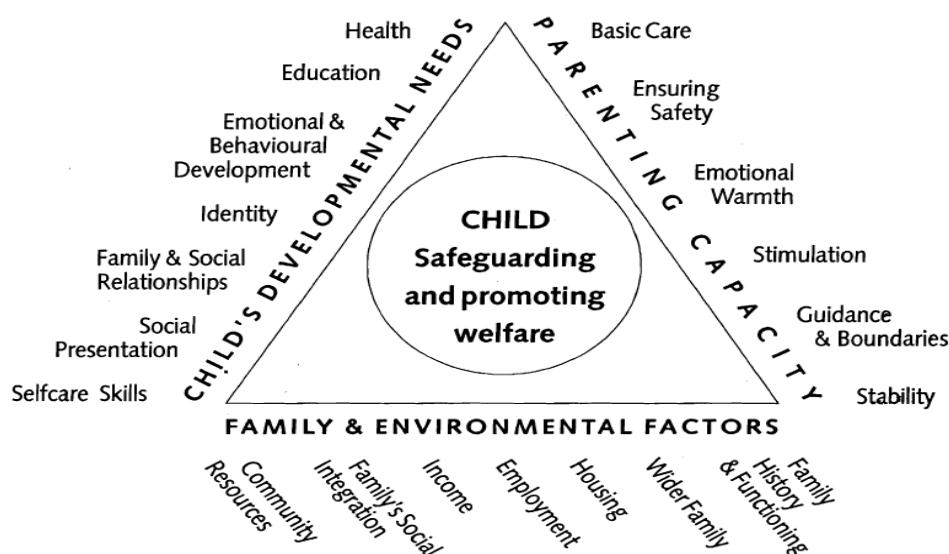 Health
Education
Emotional &
Behavioural
Development
Identity
Family & Social
Relationships
Social
Presentation
Selfcare Skills
CHILD'S DEVELOPMENTAL NEEDS
PARENTING CAPACITY
Basic Care
Ensuring
Safety
Emotional
Warmth
Stimulation
Guidance
& Boundaries
Stability
CHILD
Safeguarding
and promoting
welfare
FAMILY & ENVIRONMENTAL FACTORS
Community
Resources
Family's Social
Integration
Income
Employment
Housing
Wider Family
Family
History
& Functioning